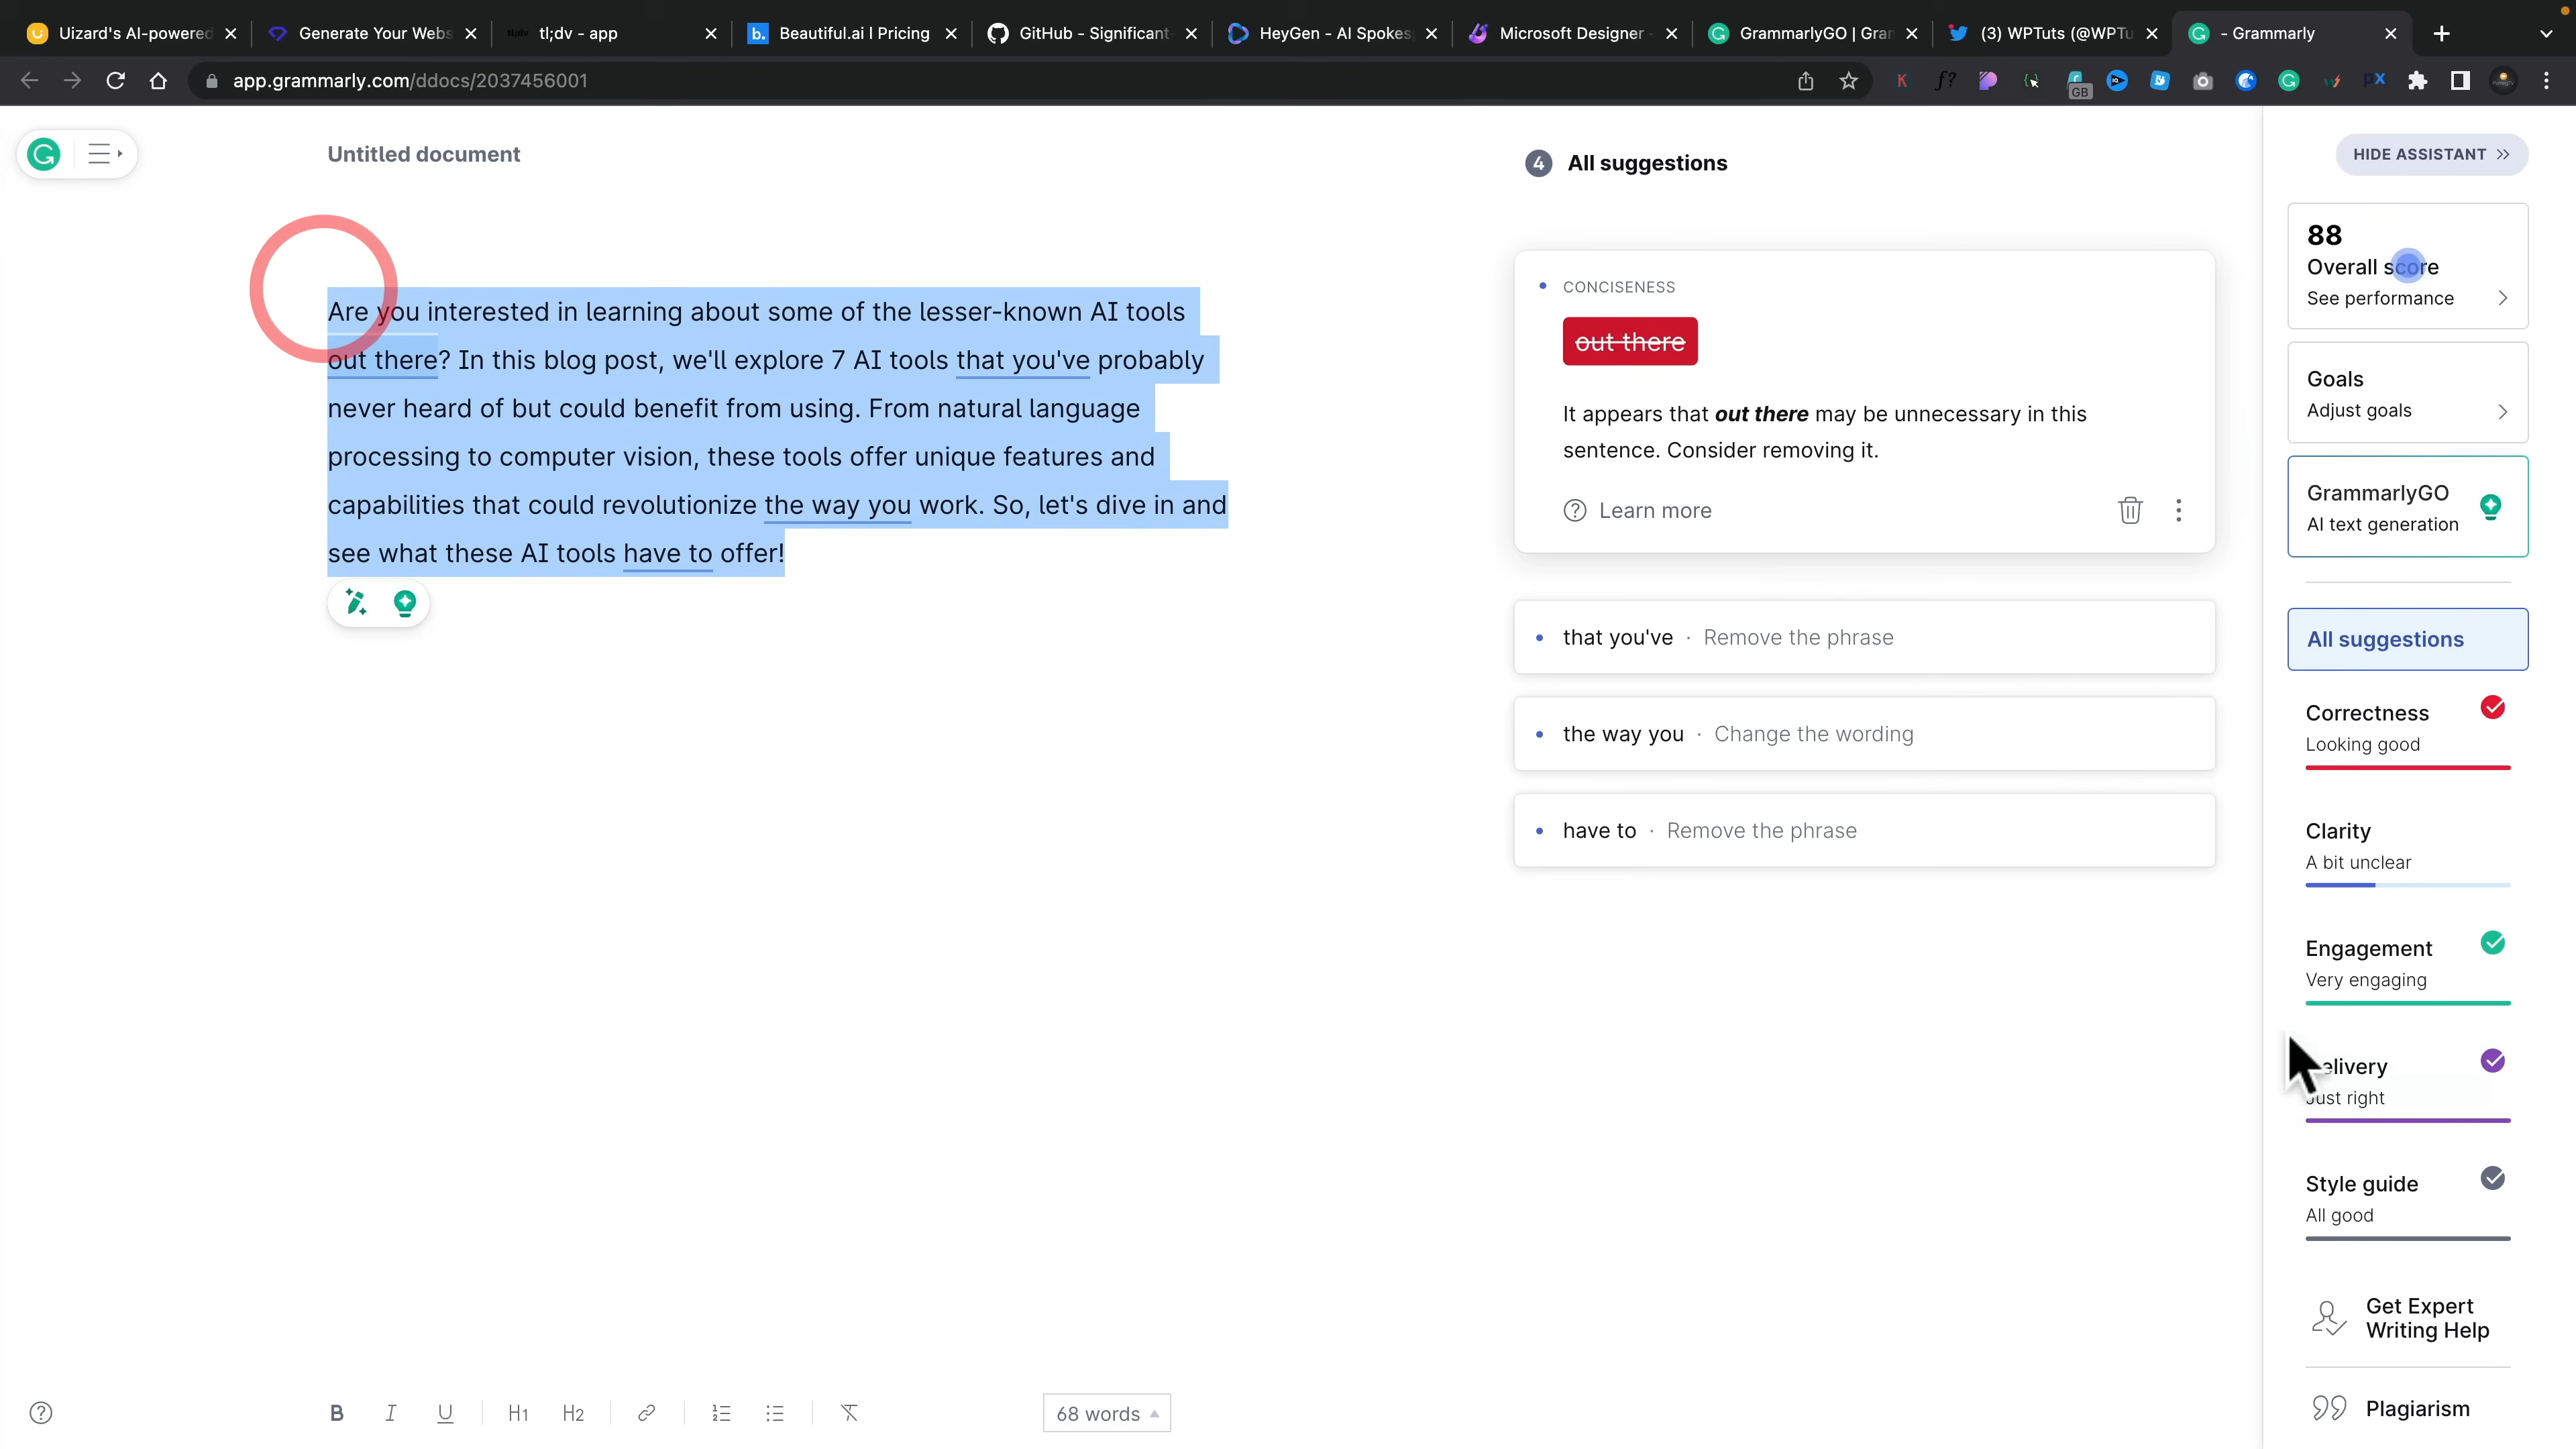 Uizard's AI-powered
Generate Your Webs
tl;dv - app
Beautiful.ai | Pricing
GitHub - Significant-
HeyGen - AI Spokes
Microsoft Designer -
GrammarlyGO | Gran
(3) WPTuts (@WPTu
- Grammarly
app.grammarly.com/ddocs/2037456001
GB
Untitled document
4 All suggestions
HIDE ASSISTANT
Are you interested in learning about some of the lesser-known AI tools
out there? In this blog post, we'll explore 7 AI tools that you've probably
never heard of but could benefit from using. From natural language
processing to computer vision, these tools offer unique features and
capabilities that could revolutionize the way you work. So, let's dive in and
see what these AI tools have to offer!
CONCISENESS
out there
It appears that out there may be unnecessary in this
sentence. Consider removing it.
Learn more
that you've · Remove the phrase
the way you · Change the wording
have to · Remove the phrase
88
Overall score
See performance
Goals
Adjust goals
GrammarlyGO
AI text generation
All suggestions
Correctness
Looking good
Clarity
A bit unclear
Engagement
Very engaging
elivery
Just right
Style guide
All good
Get Expert
Writing Help
Plagiarism
B I U H1 H2
68 words